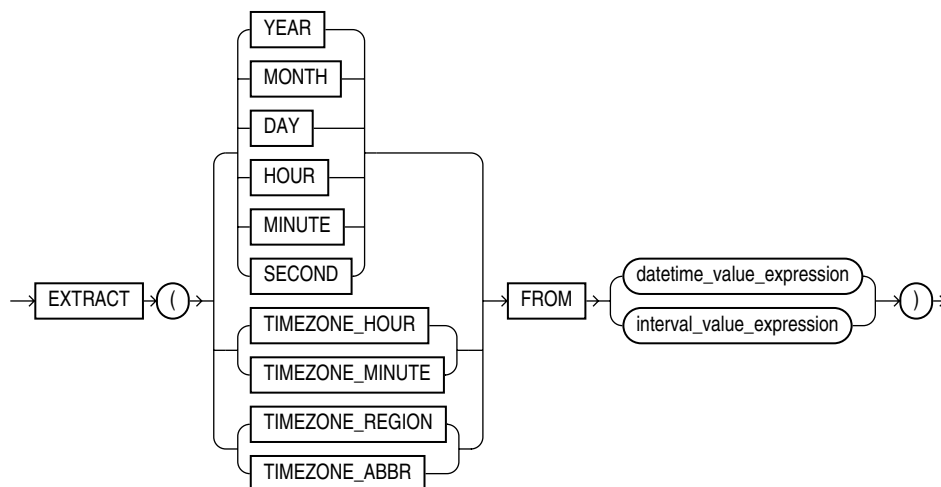 YEAR
MONTH
DAY
HOUR
MINUTE
SECOND
EXTRACT ( FROM datetime_value_expression )
interval_value_expression
TIMEZONE_HOUR
TIMEZONE_MINUTE
TIMEZONE_REGION
TIMEZONE_ABBR